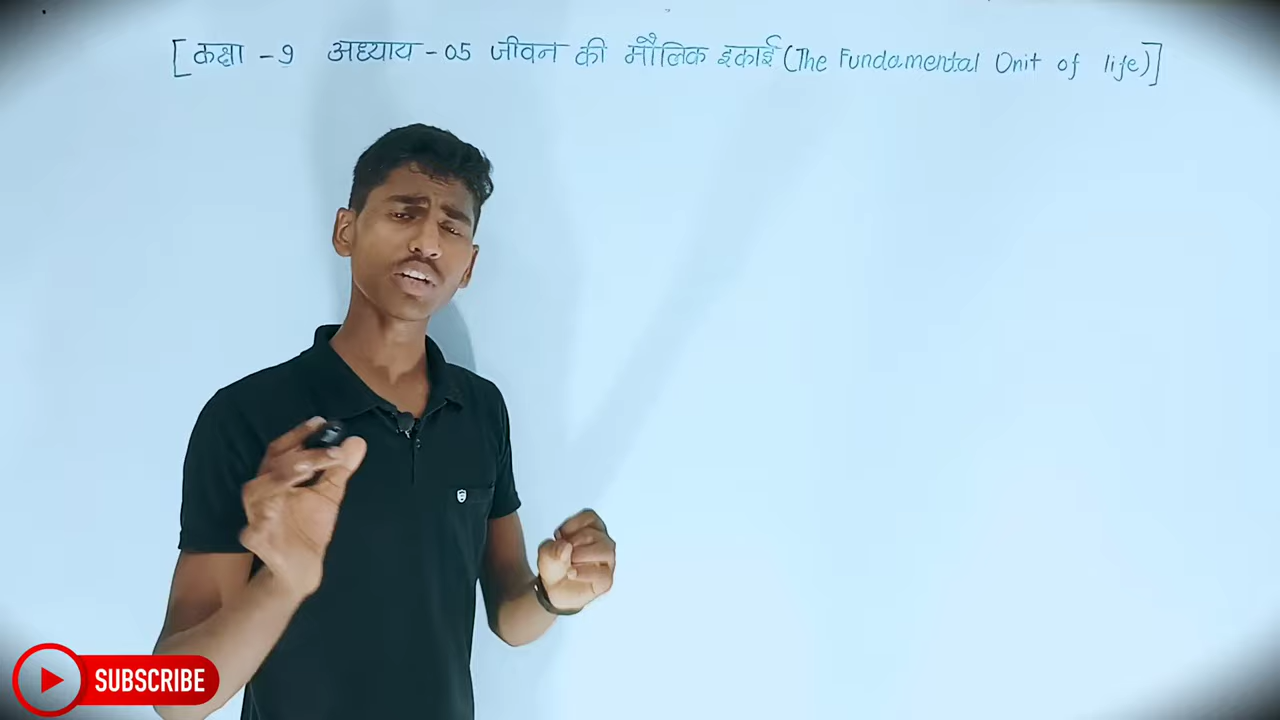 [कक्षा - 9 अध्याय - 05 जीवन की मौलिक इकाई (The Fundamental Unit of life)]
SUBSCRIBE